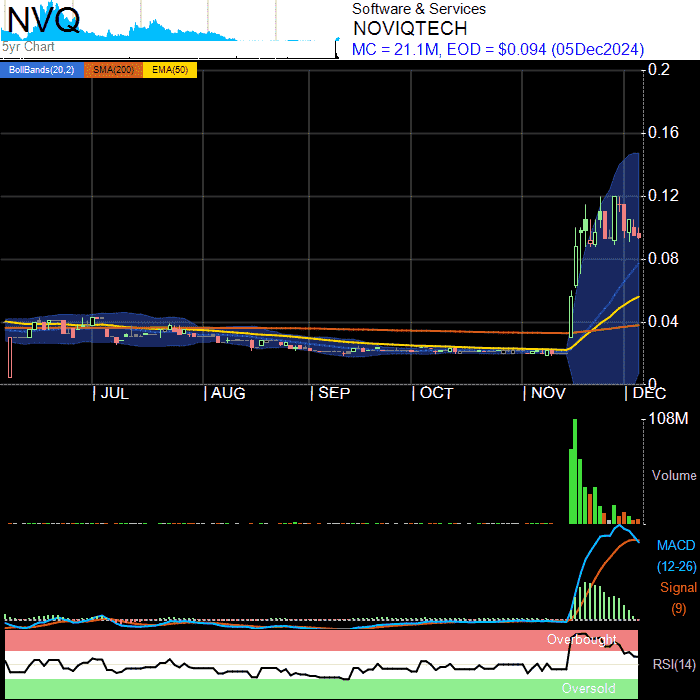 NVQ
5yr Chart
Software & Services
NOVIQTECH
MC = 21.1M, EOD = $0.094 (05Dec2024)
BollBands(20,2) SMA(200) EMA(50)
0.2
0.16
0.12
0.08
0.04
0
JUL AUG SEP OCT NOV DEC
108M
Volume
MACD
(12-26)
Signal
(9)
Overbought
RSI(14)
Oversold